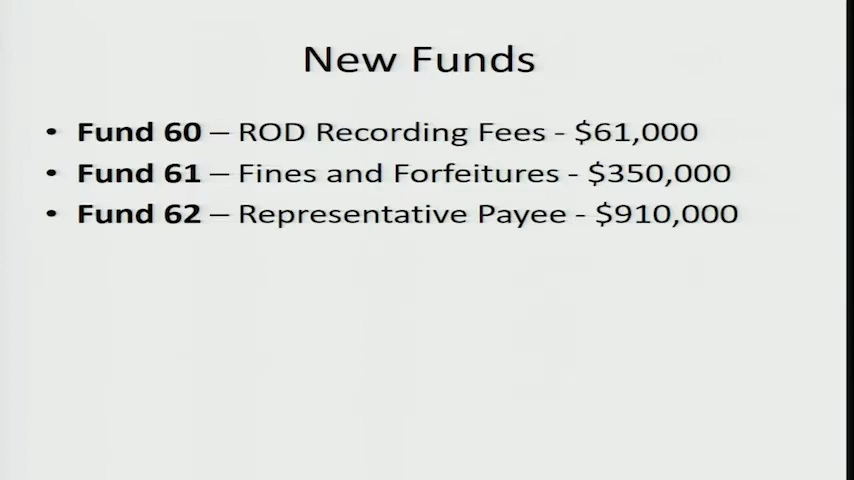 New Funds
• Fund 60 – ROD Recording Fees - $61,000
• Fund 61 – Fines and Forfeitures - $350,000
• Fund 62 – Representative Payee - $910,000